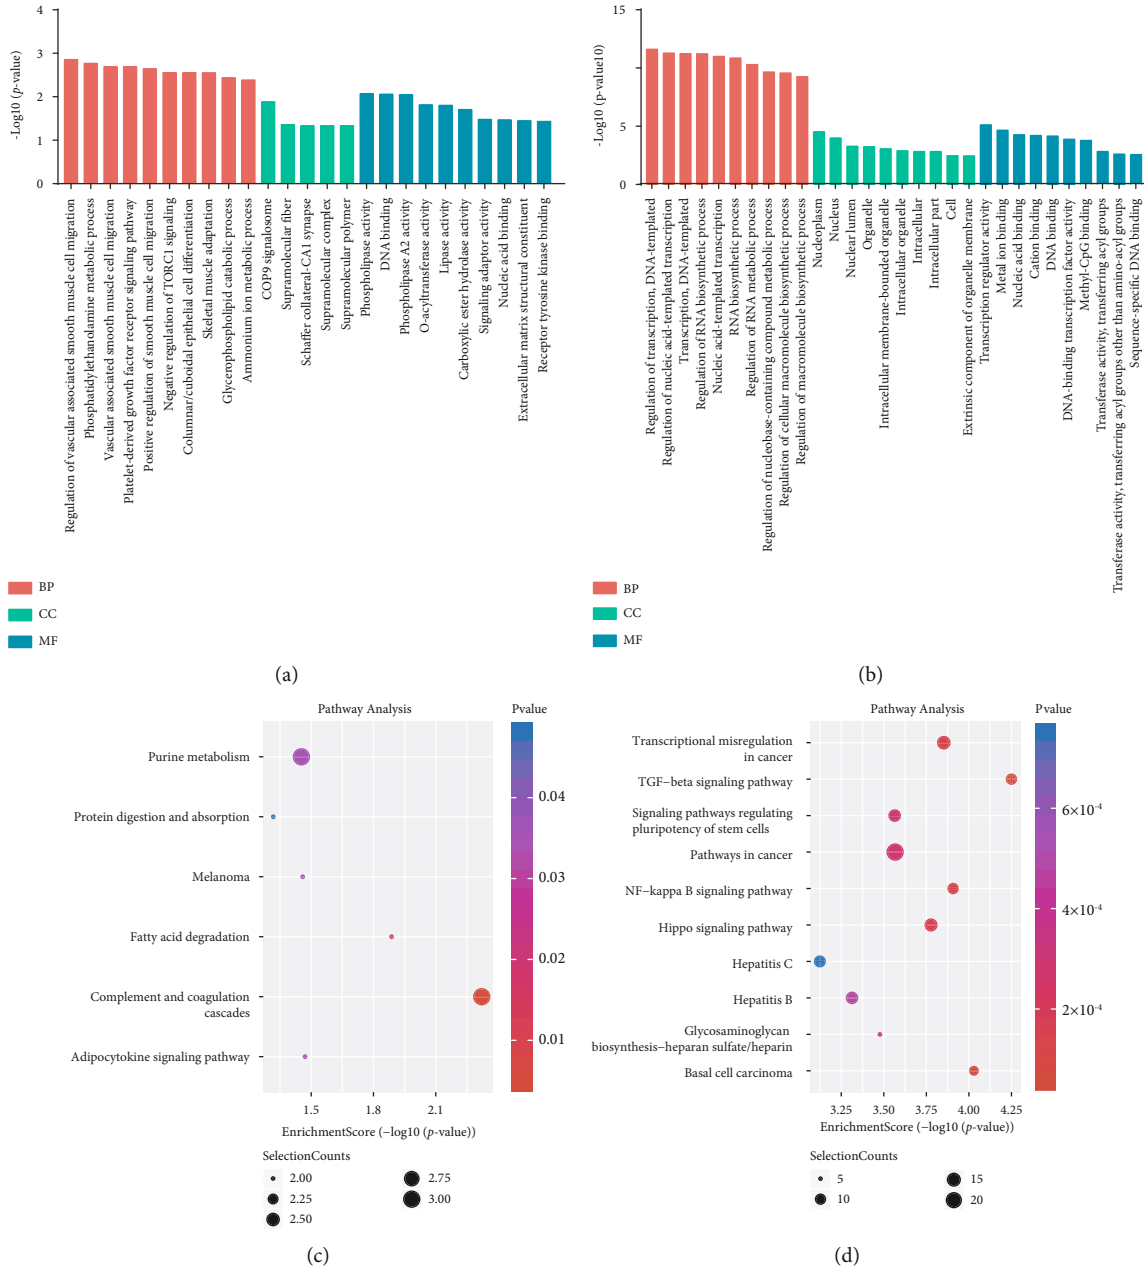 4
3
2
1
0
-Log10 (p-value)
Regulation of vascular associated smooth muscle cell migration
Phosphatidylethanolamine metabolic process
Vascular associated smooth muscle cell migration
Platelet-derived growth factor receptor signaling pathway
Positive regulation of smooth muscle cell migration
Negative regulation of TORC1 signaling
Columnar/cuboidal epithelial cell differentiation
Skeletal muscle adaptation
Glycerophospholipid catabolic process
Ammonium ion metabolic process
COP9 signalosome
Supramolecular fiber
Schaffer collateral-CA1 synapse
Supramolecular complex
Supramolecular polymer
Phospholipase activity
DNA binding
Phospholipase A2 activity
O-acyltransferase activity
Lipase activity
Carboxylic ester hydrolase activity
Signaling adaptor activity
Nucleic acid binding
Extracellular matrix structural constituent
Receptor tyrosine kinase binding
BP
CC
MF
(a)
15
10
5
0
-Log10 (p-value10)
Regulation of transcription, DNA-templated
Regulation of nucleic acid-templated transcription
Transcription, DNA-templated
Regulation of RNA biosynthetic process
Nucleic acid-templated transcription
RNA biosynthetic process
Regulation of RNA metabolic process
Regulation of nucleobase-containing compound metabolic process
Regulation of cellular macromolecule biosynthetic process
Regulation of macromolecule biosynthetic process
Nucleoplasm
Nucleus
Nuclear lumen
Organelle
Intracellular membrane-bounded organelle
Intracellular organelle
Intracellular
Intracellular part
Cell
Extrinsic component of organelle membrane
Transcription regulator activity
Metal ion binding
Nucleic acid binding
Cation binding
DNA binding
DNA-binding transcription factor activity
Methyl-CpG binding
Transferase activity, transferring acyl groups
Transferase activity, transferring acyl groups other than amino-acyl groups
Sequence-specific DNA binding
BP
CC
MF
(b)
Pathway Analysis
Pvalue
Purine metabolism
Protein digestion and absorption
Melanoma
Fatty acid degradation
Complement and coagulation
cascades
Adipocytokine signaling pathway
0.04
0.03
0.02
0.01
1.5
1.8
2.1
EnrichmentScore (−log10 (p-value))
SelectionCounts
2.00
2.25
2.50
2.75
3.00
(c)
Pathway Analysis
Pvalue
Transcriptional misregulation
in cancer
TGF−beta signaling pathway
Signaling pathways regulating
pluripotency of stem cells
Pathways in cancer
NF−kappa B signaling pathway
Hippo signaling pathway
Hepatitis C
Hepatitis B
Glycosaminoglycan
biosynthesis−heparan sulfate/heparin
Basal cell carcinoma
6×10⁻⁴
4×10⁻⁴
2×10⁻⁴
3.25
3.50
3.75
4.00
4.25
EnrichmentScore (−log10 (p-value))
SelectionCounts
5
10
15
20
(d)